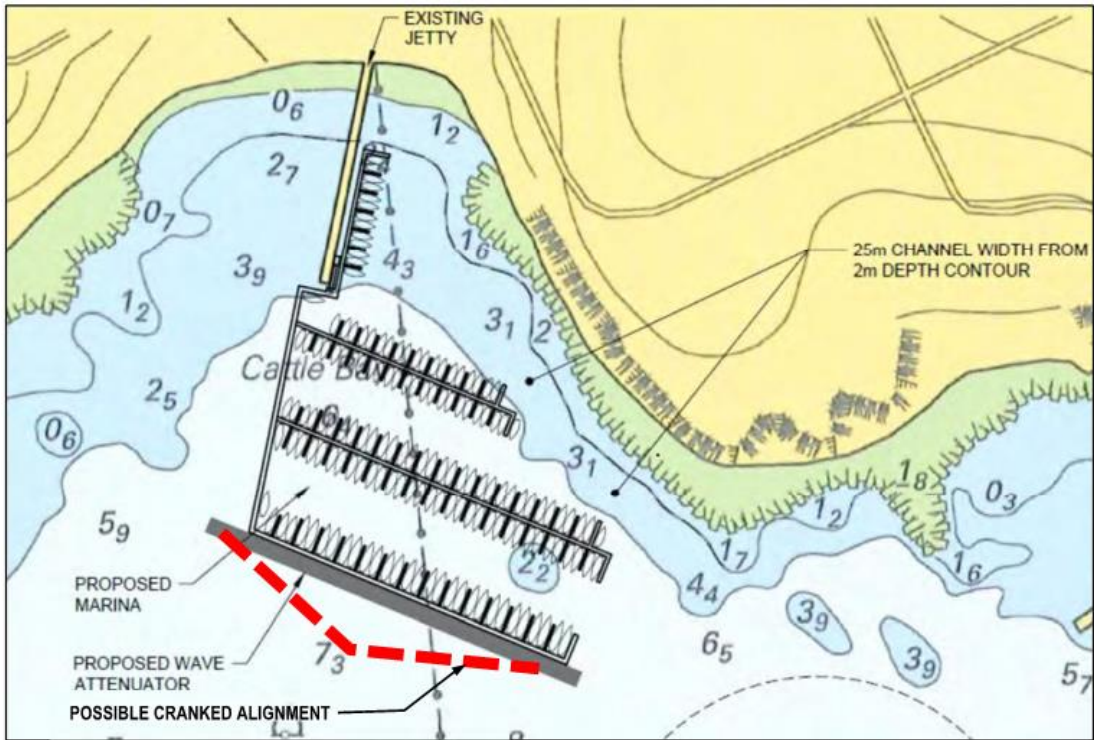 EXISTING
JETTY
0₆
1₂
2₇
0₇
1₆
25m CHANNEL WIDTH FROM
2m DEPTH CONTOUR
3₉
4₃
1₂
3₁
2
Cattle
2₅
0₆
3₁
1₈
0₃
1₂
5₉
1₇
1₆
2₂
4₄
PROPOSED
MARINA
3₉
6₅
3₉
7₃
5₇
PROPOSED WAVE
ATTENUATOR
POSSIBLE CRANKED ALIGNMENT